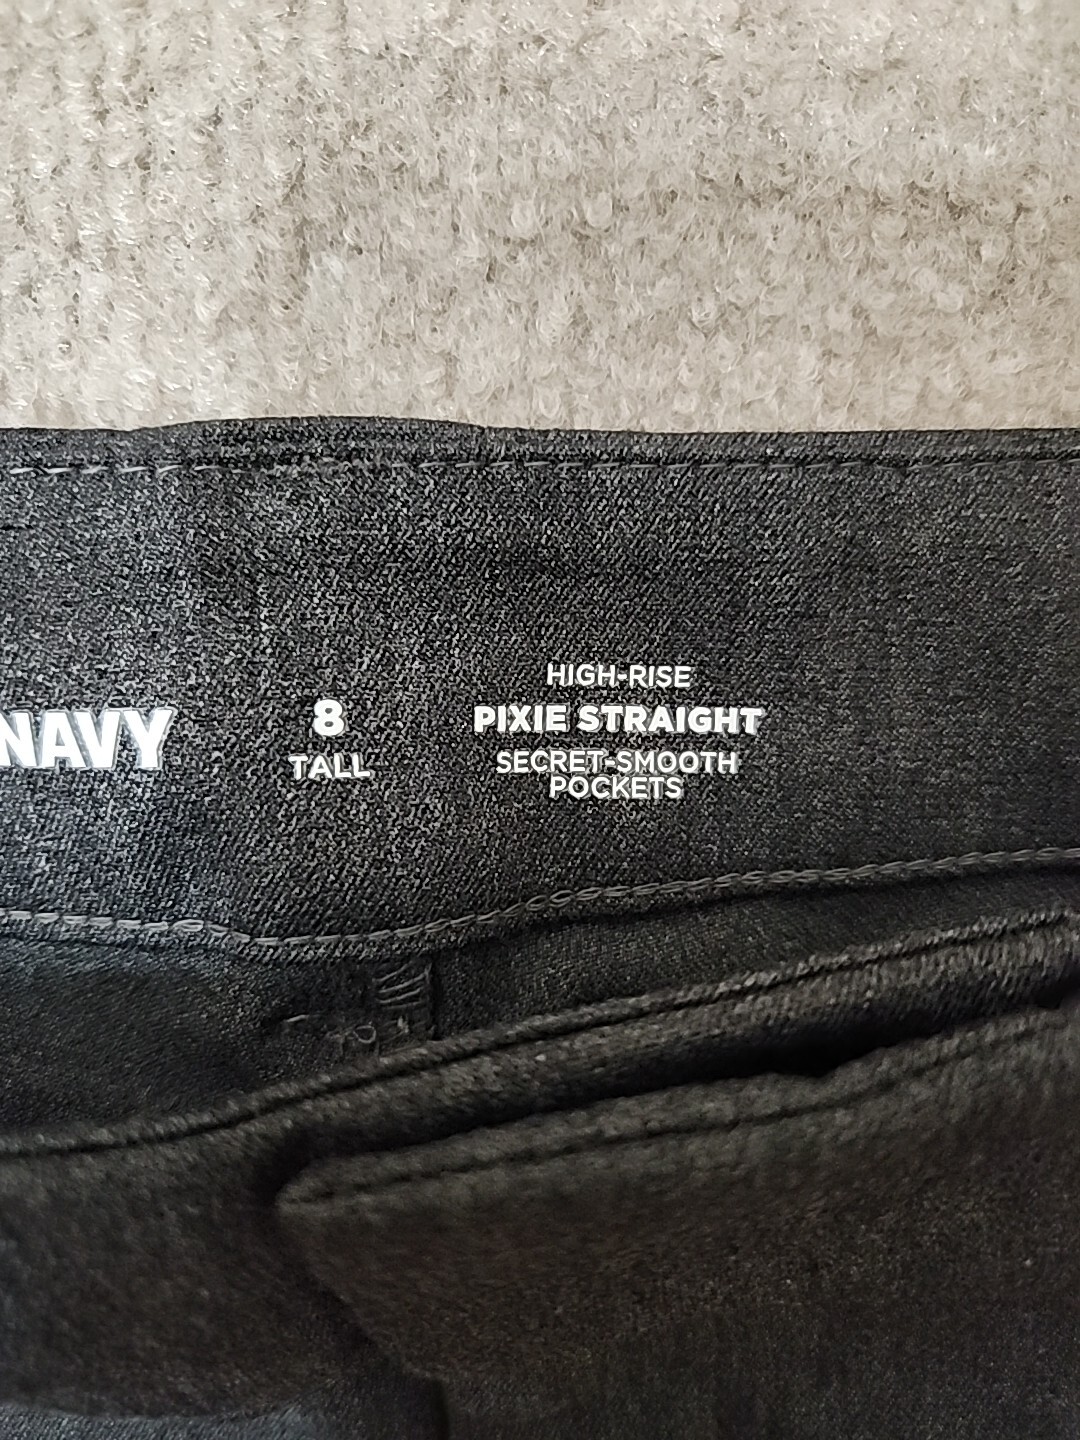 NAVY
8
TALL
HIGH-RISE
PIXIE STRAIGHT
SECRET-SMOOTH
POCKETS